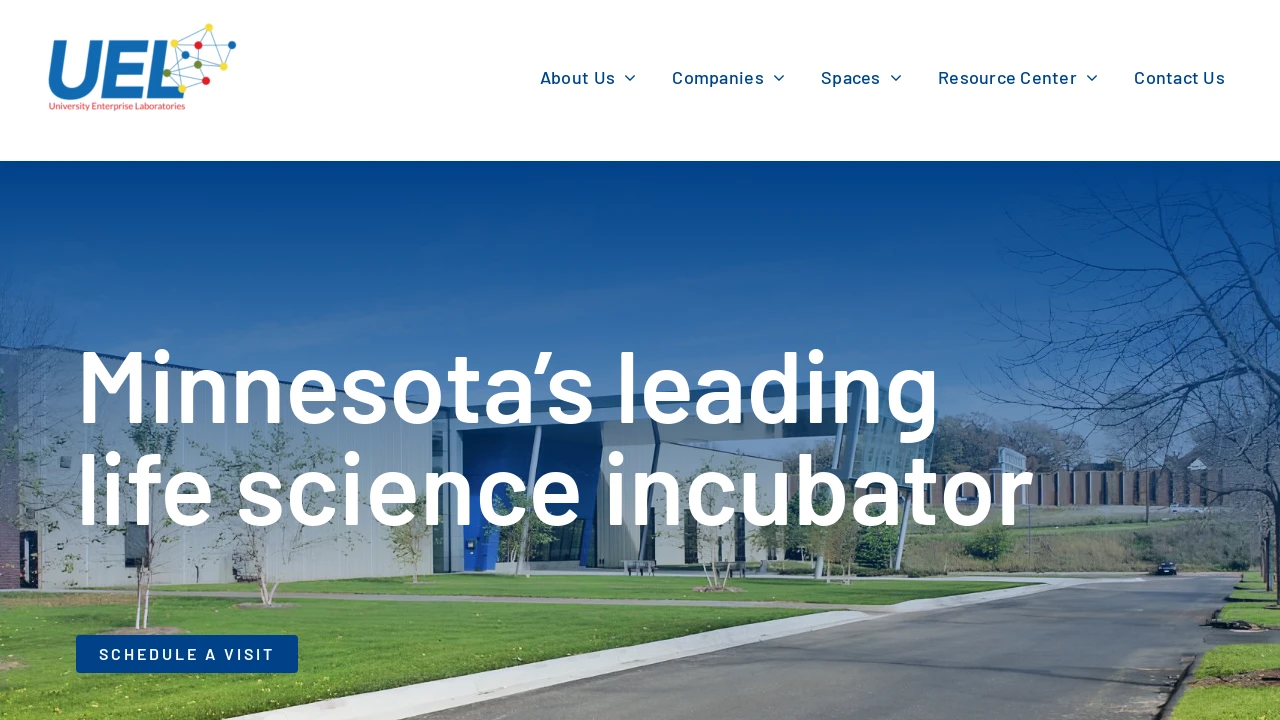 UEL
University Enterprise Laboratories
About Us
Companies
Spaces
Resource Center
Contact Us
Minnesota’s leading
life science incubator
SCHEDULE A VISIT